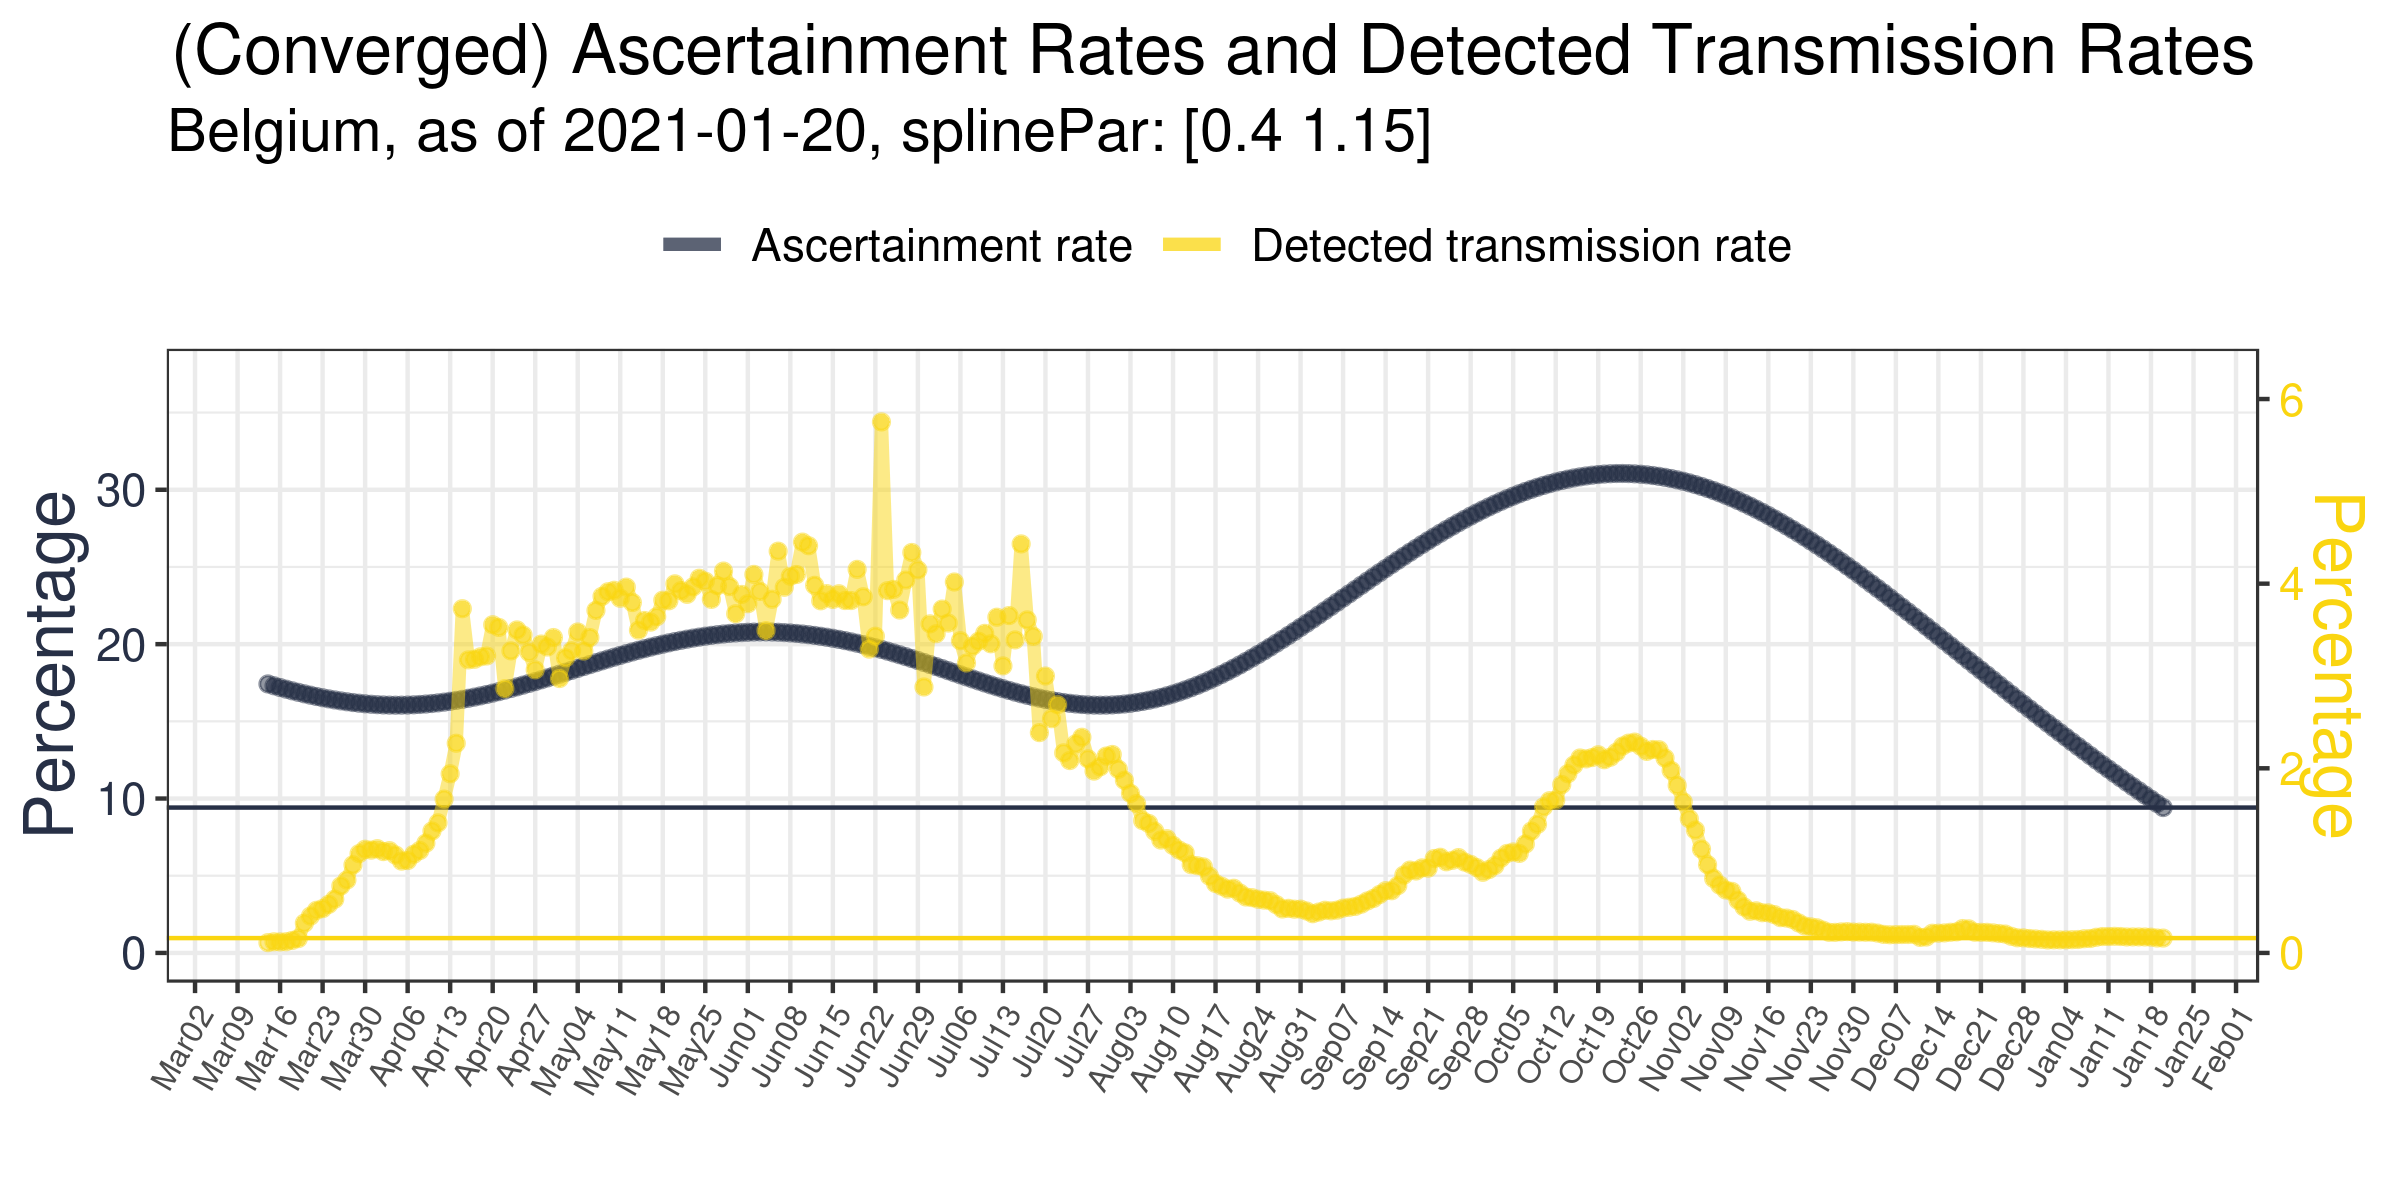 (Converged) Ascertainment Rates and Detected Transmission Rates
Belgium, as of 2021-01-20, splinePar: [0.4 1.15]
Ascertainment rate Detected transmission rate
Percentage
30
20
10
0
6
4
2
0
Percentage
Mar02 Mar09 Mar16 Mar23 Mar30 Apr06 Apr13 Apr20 Apr27 May04 May11 May18 May25 Jun01 Jun08 Jun15 Jun22 Jun29 Jul06 Jul13 Jul20 Jul27 Aug03 Aug10 Aug17 Aug24 Aug31 Sep07 Sep14 Sep21 Sep28 Oct05 Oct12 Oct19 Oct26 Nov02 Nov09 Nov16 Nov23 Nov30 Dec07 Dec14 Dec21 Dec28 Jan04 Jan11 Jan18 Jan25 Feb01